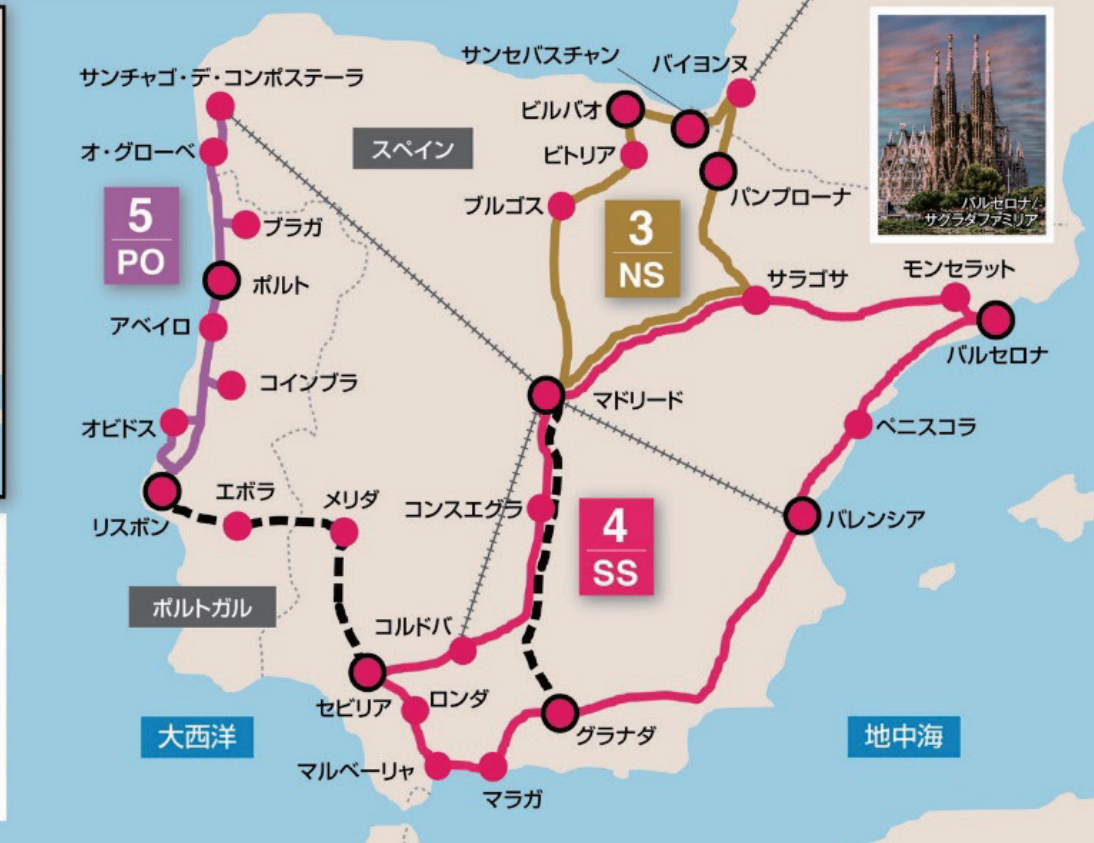 サンセバスチャン
バイヨンヌ
サンチャゴ・デ・コンポステーラ
ビルバオ
オ・グローベ
スペイン
ビトリア
パンプローナ
ブルゴス
バルセロナ/
サグラダファミリア
5
PO
ブラガ
3
NS
ポルト
サラゴサ
モンセラット
アベイロ
バルセロナ
コインブラ
マドリード
オビドス
ペニスコラ
エボラ
メリダ
コンスエグラ
リスボン
4
SS
バレンシア
ポルトガル
コルドバ
セビリア
ロンダ
大西洋
グラナダ
地中海
マルベーリャ
マラガ